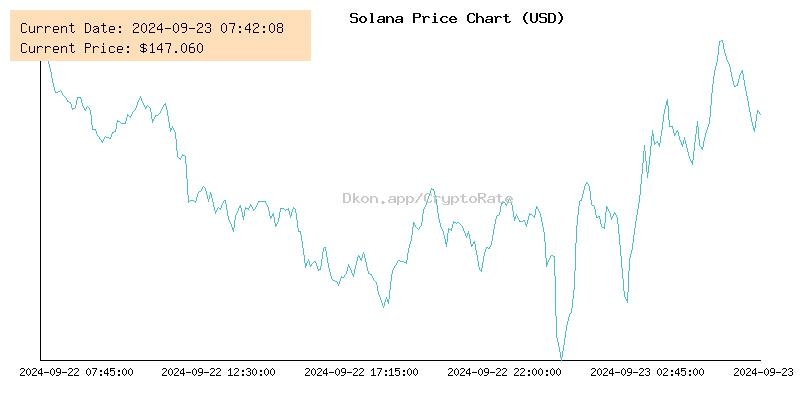 Solana Price Chart (USD)
Current Date: 2024-09-23 07:42:08
Current Price: $147.060
Dkon.app/CryptoRate
2024-09-22 07:45:00 2024-09-22 12:30:00 2024-09-22 17:15:00 2024-09-22 22:00:00 2024-09-23 02:45:00 2024-09-23